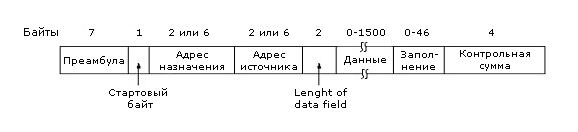 Байты 7 1 2 или 6 2 или 6 2 0-1500 0-46 4
Преамбула Адрес назначения Адрес источника Данные Запол-нение Контрольная сумма
Стартовый байт
Lenght of data field